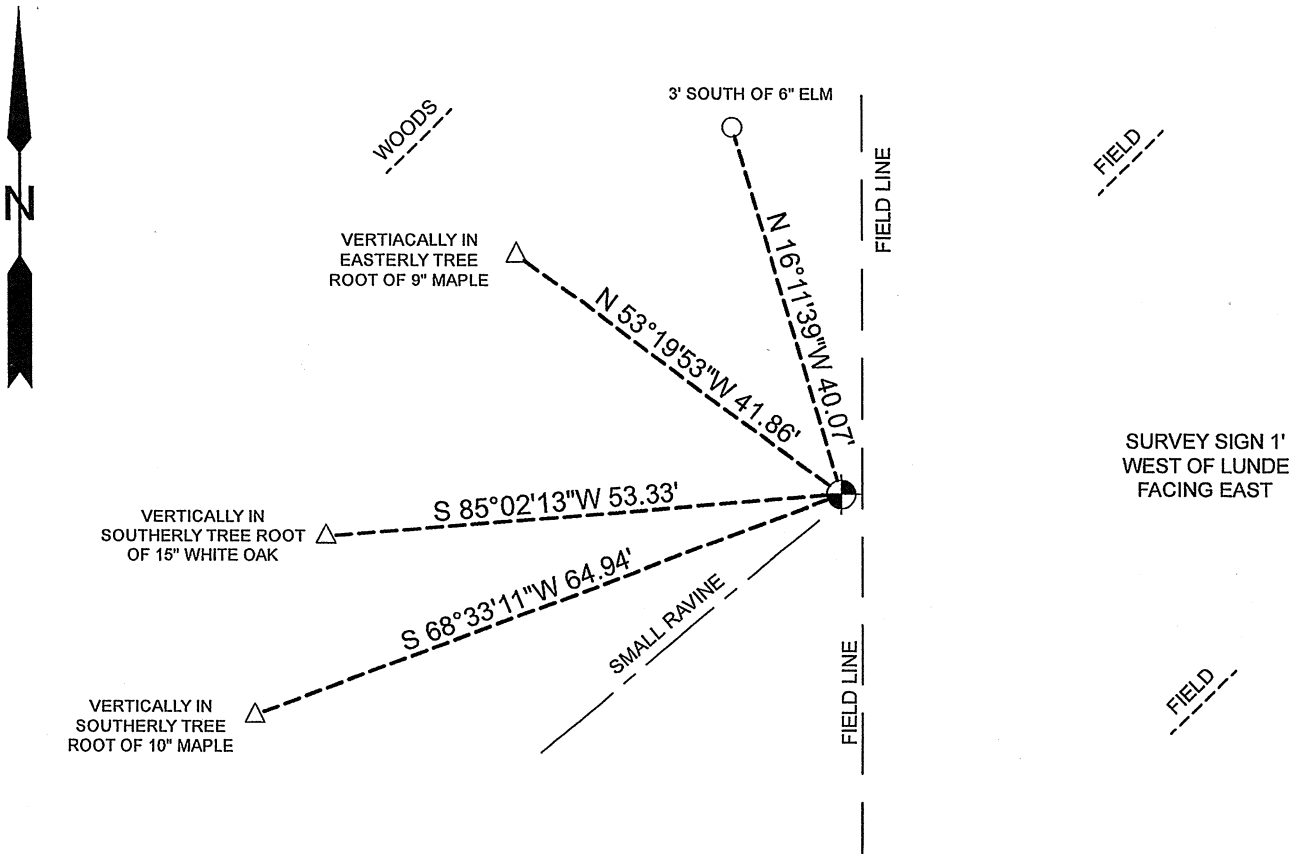 3' SOUTH OF 6" ELM
WOODS
FIELD
FIELD LINE
N
VERTIACALLY IN
EASTERLY TREE
ROOT OF 9" MAPLE
N 16°11'39"W 40.07'
N 53°19'53"W 41.86'
SURVEY SIGN 1'
WEST OF LUNDE
FACING EAST
S 85°02'13"W 53.33'
VERTICALLY IN
SOUTHERLY TREE ROOT
OF 15" WHITE OAK
S 68°33'11"W 64.94'
SMALL RAVINE
FIELD LINE
FIELD
VERTICALLY IN
SOUTHERLY TREE
ROOT OF 10" MAPLE